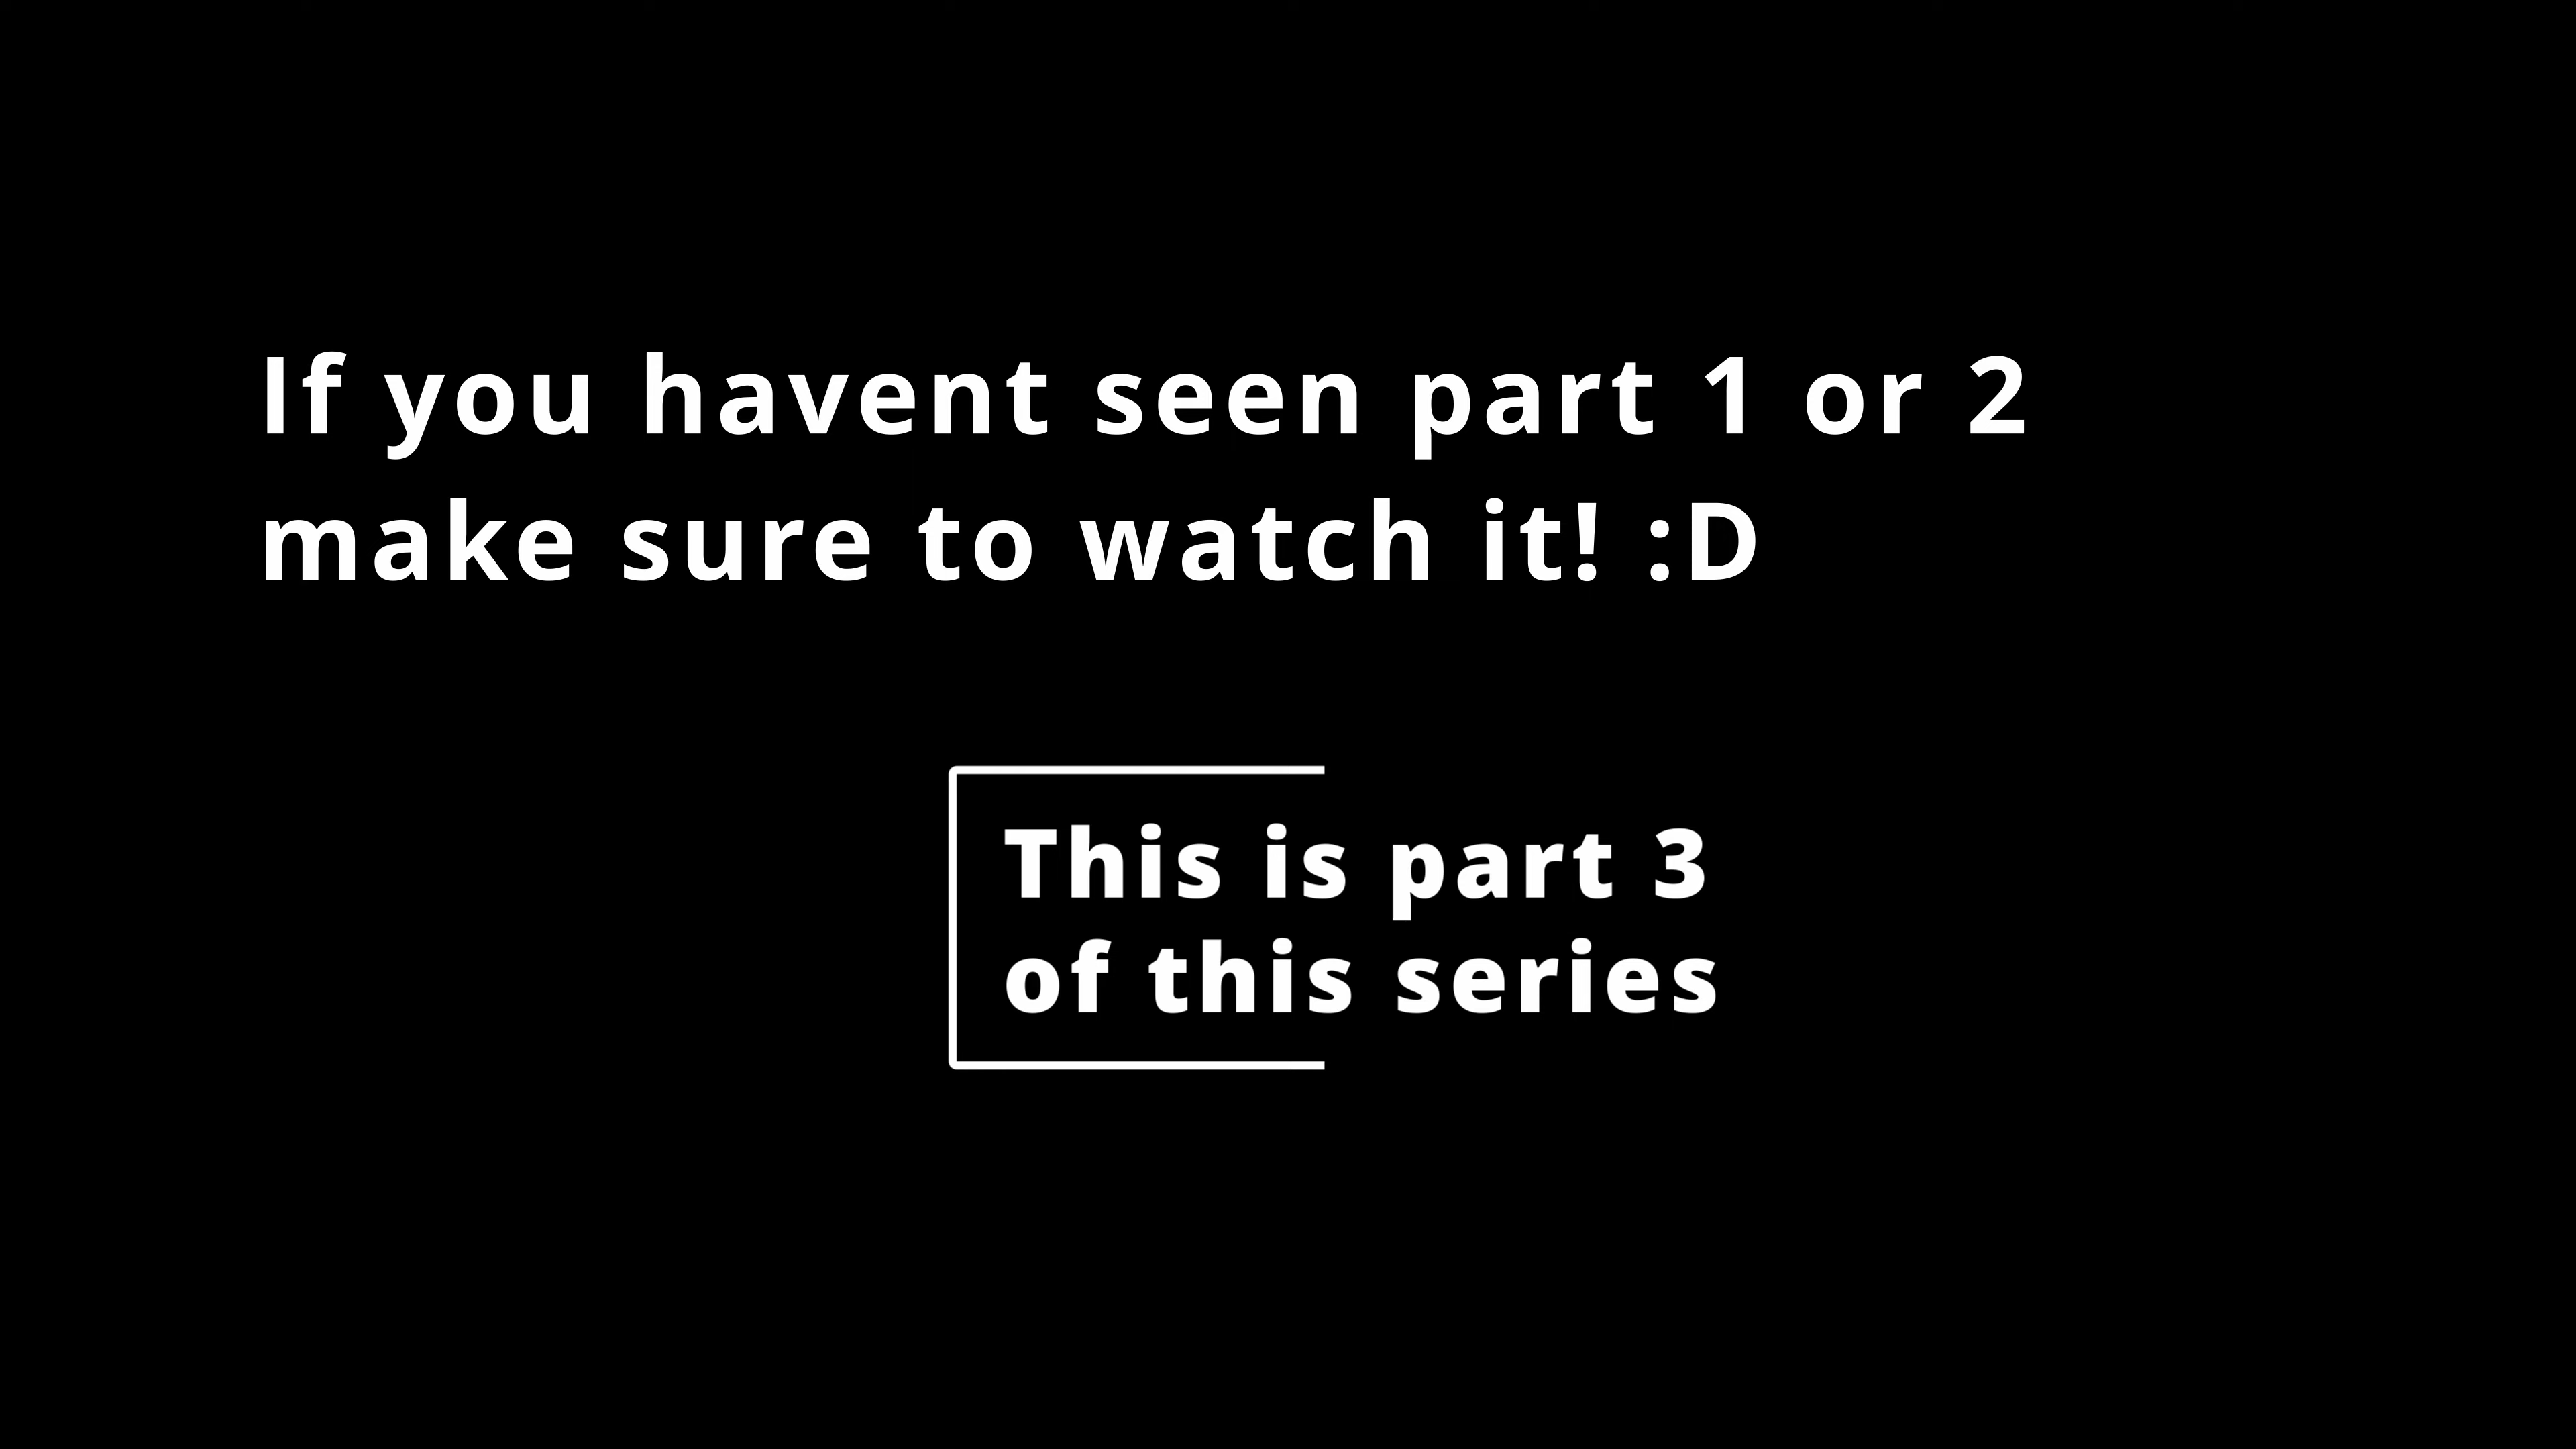 If you havent seen part 1 or 2
make sure to watch it! :D
This is part 3
of this series